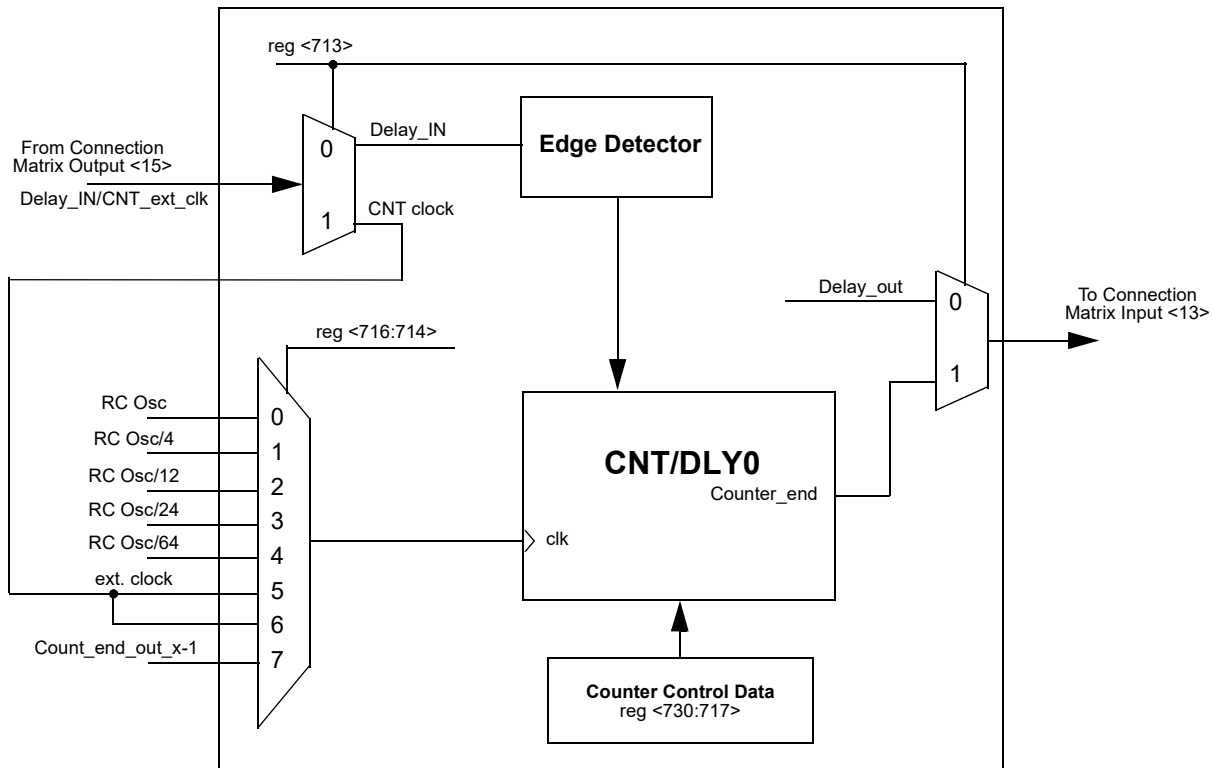 reg <713>
From Connection
Matrix Output <15>
Delay_IN/CNT_ext_clk
0
1
Delay_IN
CNT clock
Edge Detector
Delay_out
0
1
To Connection
Matrix Input <13>
reg <716:714>
RC Osc
RC Osc/4
RC Osc/12
RC Osc/24
RC Osc/64
ext. clock
Count_end_out_x-1
0
1
2
3
4
5
6
7
CNT/DLY0
Counter_end
clk
Counter Control Data
reg <730:717>